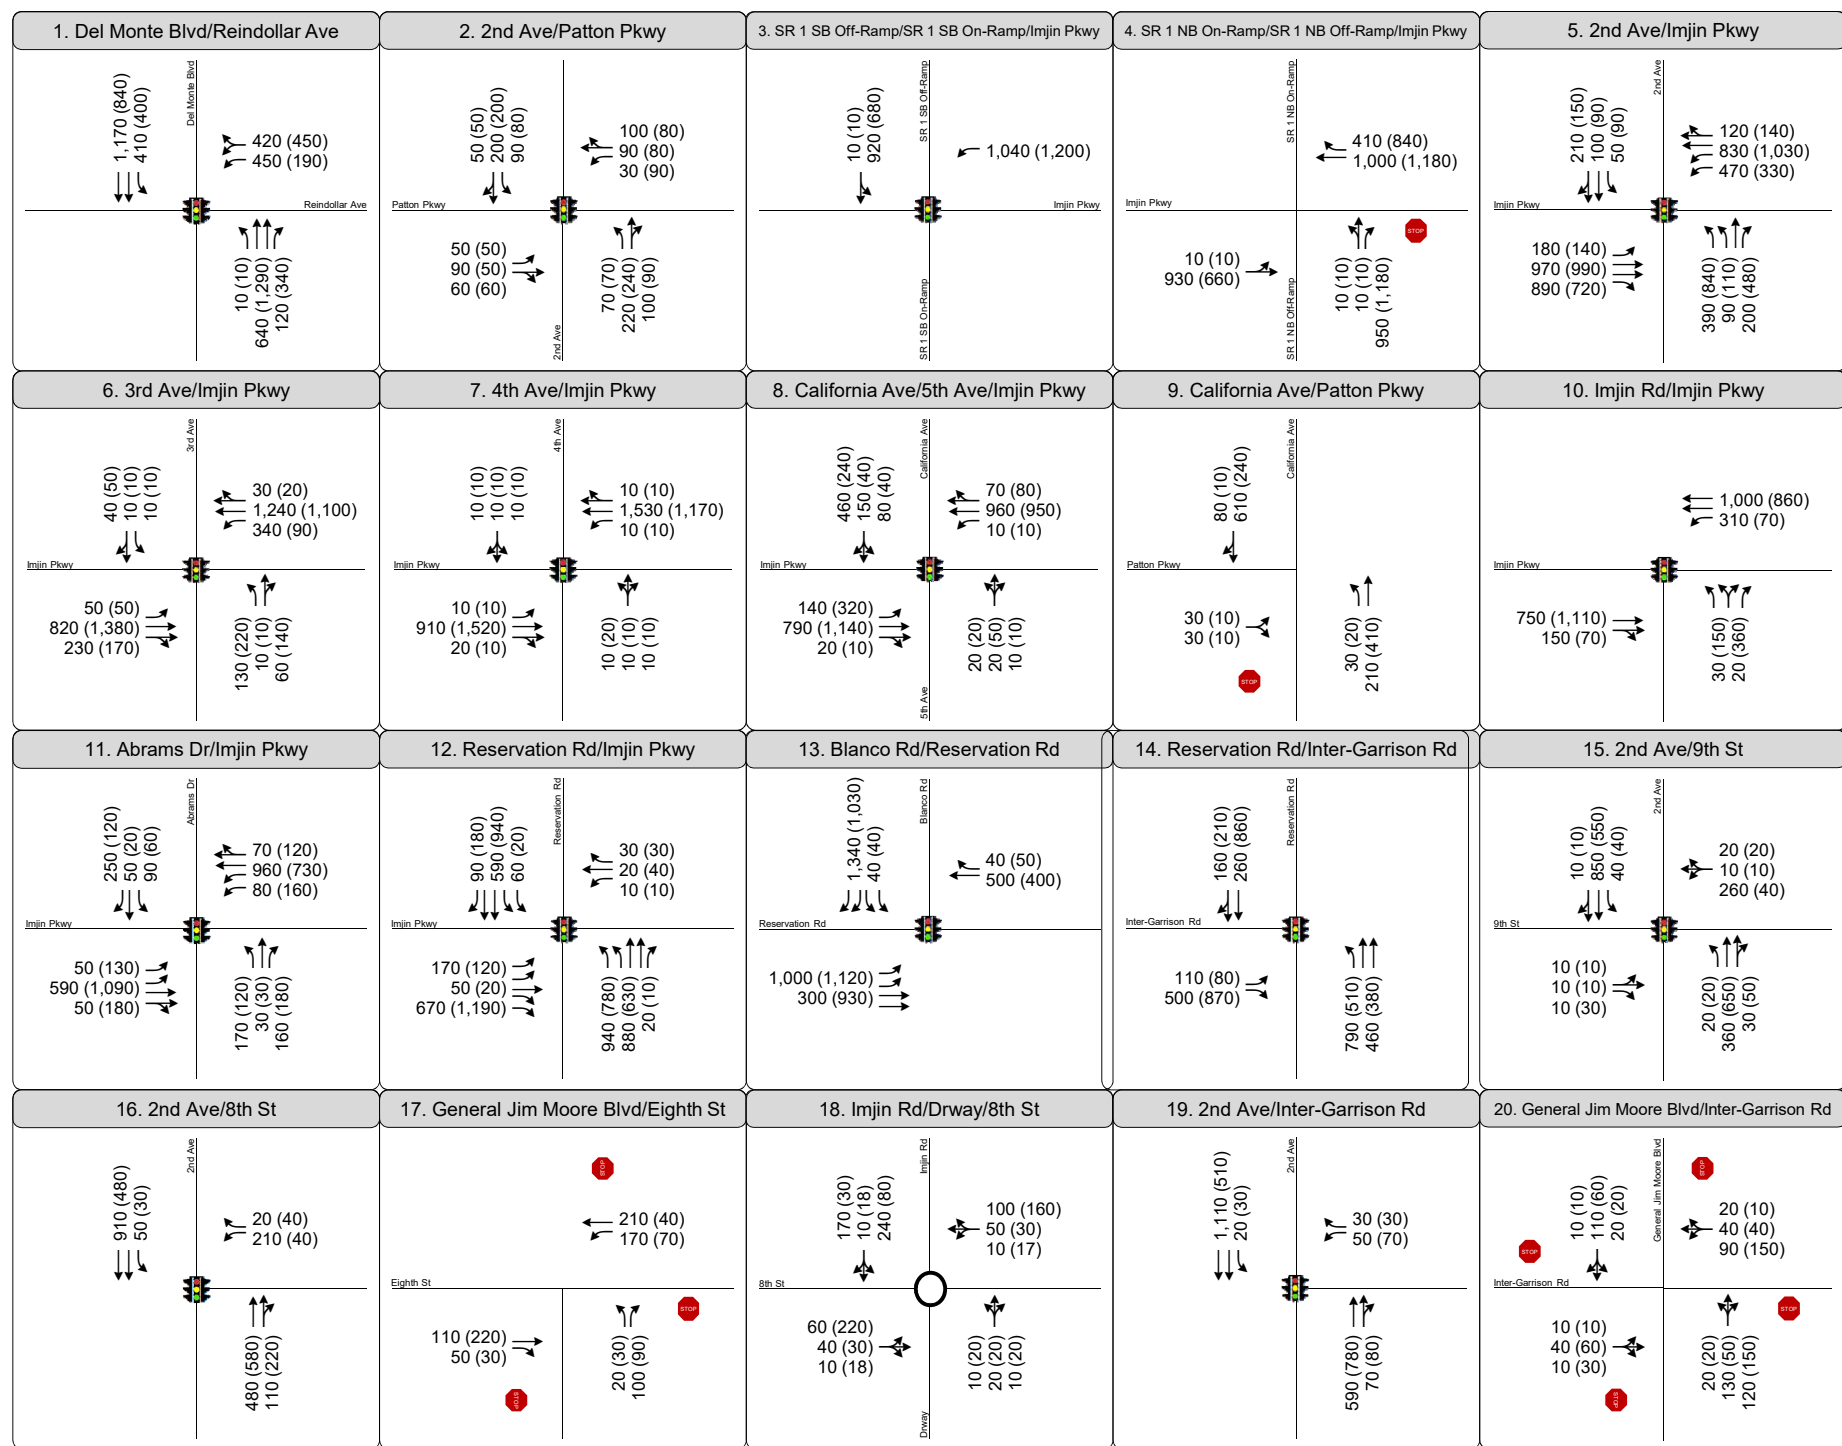 1. Del Monte Blvd/Reindollar Ave
1,170 (840)
410 (400)
Del Monte Blvd
420 (450)
450 (190)
Reindollar Ave
10 (10)
640 (1,290)
120 (340)
2. 2nd Ave/Patton Pkwy
50 (50)
200 (200)
90 (80)
100 (80)
90 (80)
30 (90)
Patton Pkwy
50 (50)
90 (50)
60 (60)
2nd Ave
70 (70)
220 (240)
100 (90)
3. SR 1 SB Off-Ramp/SR 1 SB On-Ramp/Imjin Pkwy
10 (10)
920 (680)
SR 1 SB Off-Ramp
1,040 (1,200)
Imjin Pkwy
SR 1 SB On-Ramp
4. SR 1 NB On-Ramp/SR 1 NB Off-Ramp/Imjin Pkwy
SR 1 NB On-Ramp
410 (840)
1,000 (1,180)
Imjin Pkwy
STOP
10 (10)
930 (660)
SR 1 NB Off-Ramp
10 (10)
10 (10)
950 (1,180)
5. 2nd Ave/Imjin Pkwy
210 (150)
100 (90)
50 (90)
2nd Ave
120 (140)
830 (1,030)
470 (330)
Imjin Pkwy
180 (140)
970 (990)
890 (720)
390 (840)
90 (110)
200 (480)
6. 3rd Ave/Imjin Pkwy
40 (50)
10 (10)
10 (10)
3rd Ave
30 (20)
1,240 (1,100)
340 (90)
Imjin Pkwy
50 (50)
820 (1,380)
230 (170)
130 (220)
10 (10)
60 (140)
7. 4th Ave/Imjin Pkwy
10 (10)
10 (10)
10 (10)
4th Ave
10 (10)
1,530 (1,170)
10 (10)
Imjin Pkwy
10 (10)
910 (1,520)
20 (10)
10 (20)
10 (10)
10 (10)
8. California Ave/5th Ave/Imjin Pkwy
460 (240)
150 (40)
80 (40)
California Ave
70 (80)
960 (950)
10 (10)
Imjin Pkwy
140 (320)
790 (1,140)
20 (10)
5th Ave
20 (20)
20 (50)
10 (10)
9. California Ave/Patton Pkwy
80 (10)
610 (240)
California Ave
Patton Pkwy
30 (10)
30 (10)
STOP
30 (20)
210 (410)
10. Imjin Rd/Imjin Pkwy
1,000 (860)
310 (70)
Imjin Pkwy
750 (1,110)
150 (70)
30 (150)
20 (360)
11. Abrams Dr/Imjin Pkwy
250 (120)
50 (20)
90 (60)
Abrams Dr
70 (120)
960 (730)
80 (160)
Imjin Pkwy
50 (130)
590 (1,090)
50 (180)
170 (120)
30 (30)
160 (180)
12. Reservation Rd/Imjin Pkwy
90 (180)
590 (940)
60 (20)
Reservation Rd
30 (30)
20 (40)
10 (10)
Imjin Pkwy
170 (120)
50 (20)
670 (1,190)
940 (780)
880 (630)
20 (10)
13. Blanco Rd/Reservation Rd
1,340 (1,030)
40 (40)
Blanco Rd
40 (50)
500 (400)
Reservation Rd
1,000 (1,120)
300 (930)
14. Reservation Rd/Inter-Garrison Rd
160 (210)
260 (860)
Reservation Rd
Inter-Garrison Rd
110 (80)
500 (870)
790 (510)
460 (380)
15. 2nd Ave/9th St
10 (10)
850 (550)
40 (40)
2nd Ave
20 (20)
10 (10)
260 (40)
9th St
10 (10)
10 (10)
10 (30)
20 (20)
360 (650)
30 (50)
16. 2nd Ave/8th St
910 (480)
50 (30)
2nd Ave
20 (40)
210 (40)
480 (580)
110 (220)
17. General Jim Moore Blvd/Eighth St
STOP
210 (40)
170 (70)
Eighth St
STOP
110 (220)
50 (30)
STOP
20 (30)
100 (90)
18. Imjin Rd/Drway/8th St
170 (30)
10 (18)
240 (80)
Imjin Rd
100 (160)
50 (30)
10 (17)
8th St
60 (220)
40 (30)
10 (18)
Drway
10 (20)
20 (20)
10 (20)
19. 2nd Ave/Inter-Garrison Rd
1,110 (510)
20 (30)
2nd Ave
30 (30)
50 (70)
590 (780)
70 (80)
20. General Jim Moore Blvd/Inter-Garrison Rd
10 (10)
110 (60)
20 (20)
General Jim Moore Blvd
STOP
20 (10)
40 (40)
90 (150)
STOP
Inter-Garrison Rd
STOP
10 (10)
40 (60)
10 (30)
STOP
20 (20)
130 (50)
120 (150)